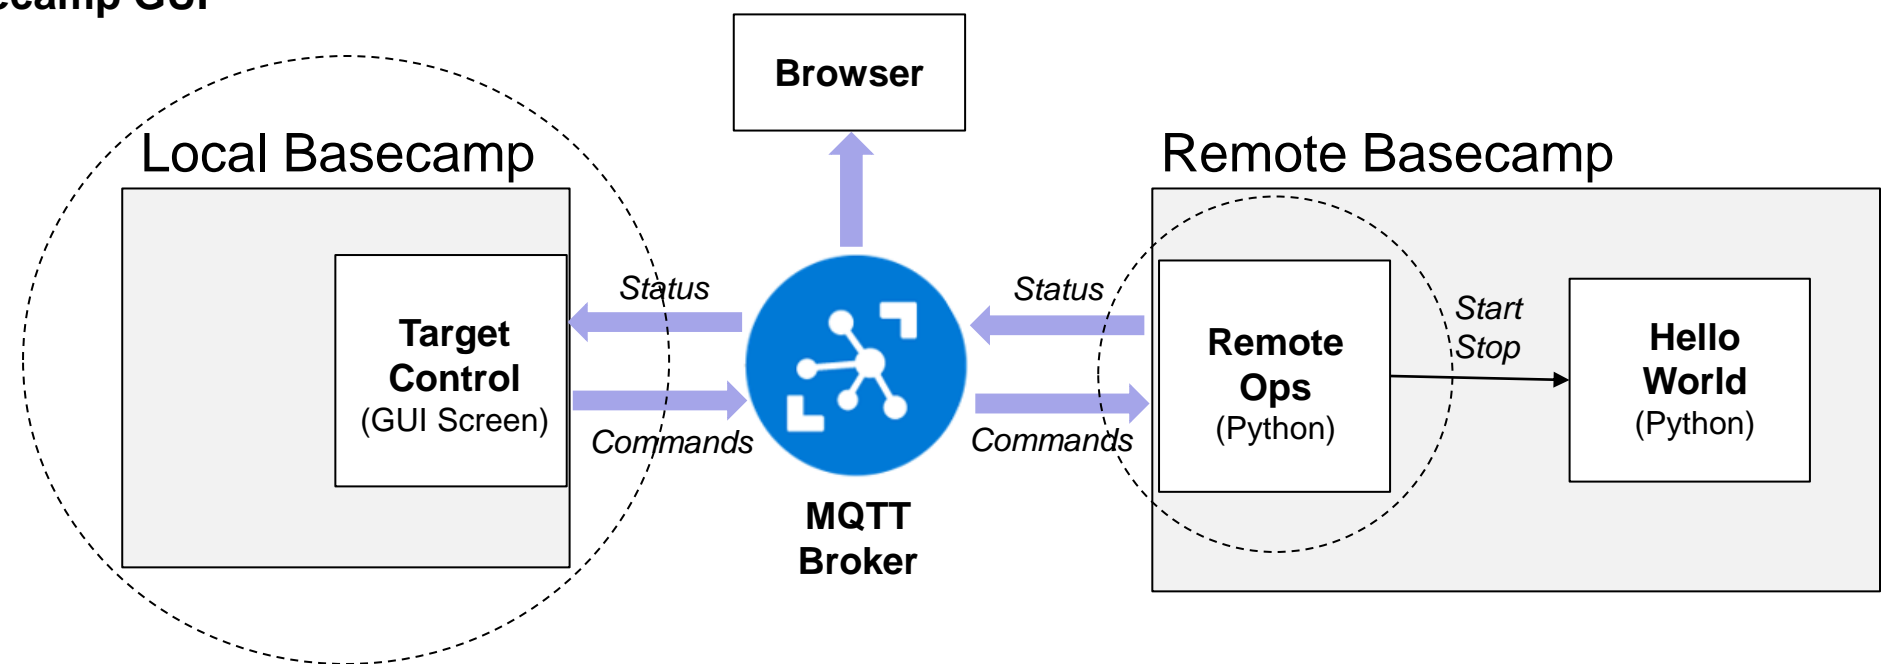 Browser
Local Basecamp
Remote Basecamp
Status
Status
Target
Control
(GUI Screen)
Commands
Commands
MQTT
Broker
Remote
Ops
(Python)
Start
Stop
Hello
World
(Python)